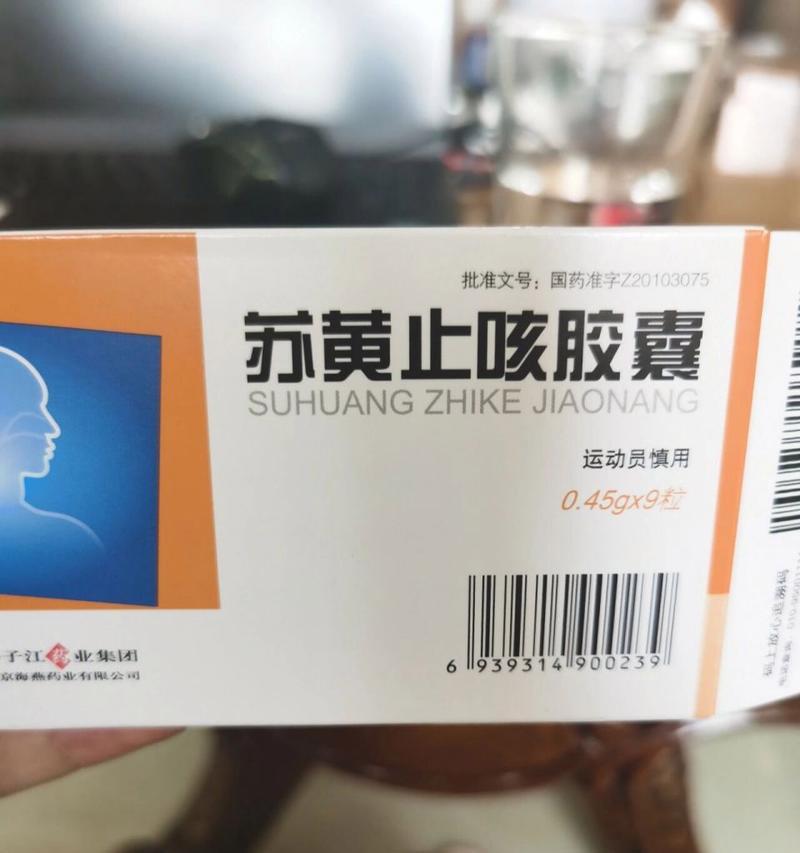 批准文号：国药准字Z20103075
苏黄止咳胶囊
SUHUANG ZHIKE JIAONANG
运动员慎用
0.45gx9粒
6 939314 900239
子江药业集团
京海燕药业有限公司